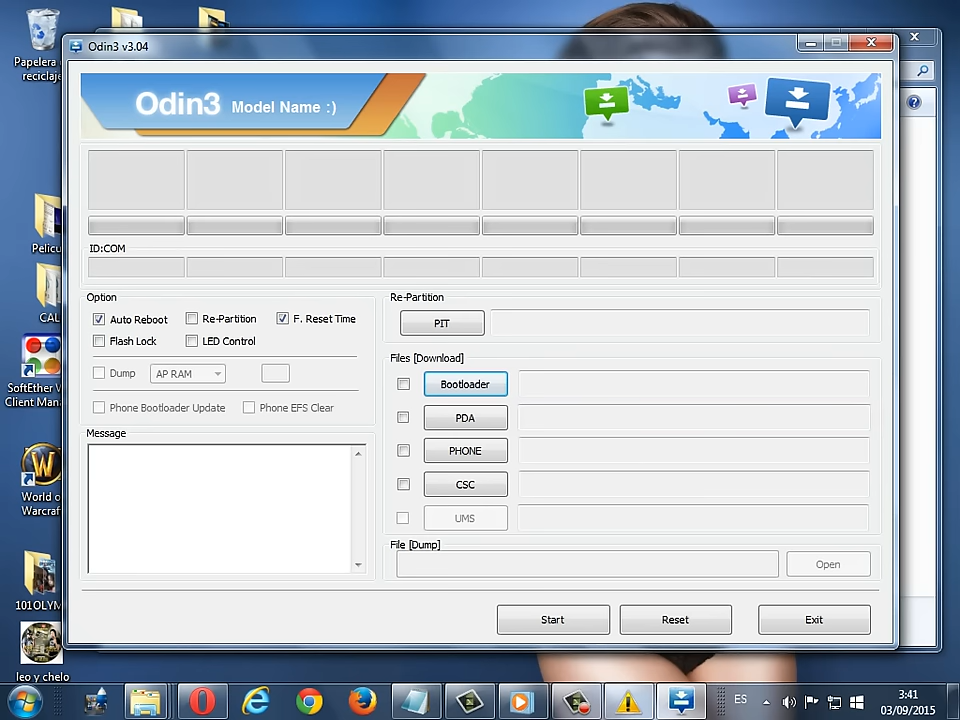 Papelera
reciclaje
Pelicu
CAL
SoftEther
Client Man
World o
Warcraf
101OLYM
leo y chelo
Odin3 v3.04
Odin3 Model Name :)
ID:COM
Option
Auto Reboot
Re-Partition
F. Reset Time
Flash Lock
LED Control
Dump
AP RAM
Phone Bootloader Update
Phone EFS Clear
Message
Re-Partition
PIT
Files [Download]
Bootloader
PDA
PHONE
CSC
UMS
File [Dump]
Open
Start
Reset
Exit
ES
3:41
03/09/2015